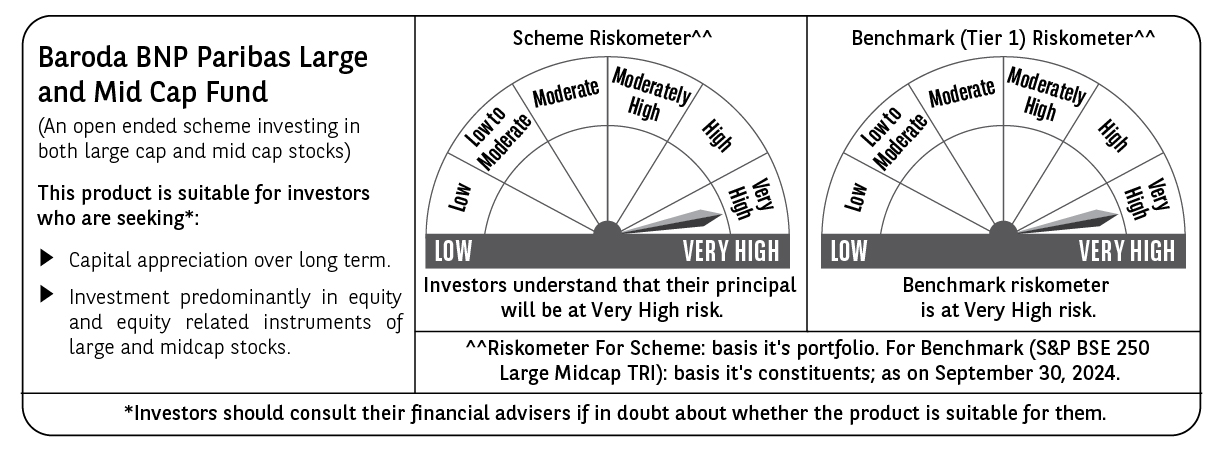 Baroda BNP Paribas Large
and Mid Cap Fund
(An open ended scheme investing in
both large cap and mid cap stocks)
This product is suitable for investors
who are seeking*:
Capital appreciation over long term.
Investment predominantly in equity
and equity related instruments of
large and midcap stocks.
Scheme Riskometer^^
Low
Low to
Moderate
Moderate
Moderately
High
High
Very
High
LOW
VERY HIGH
Investors understand that their principal
will be at Very High risk.
Benchmark (Tier 1) Riskometer^^
Low
Low to
Moderate
Moderate
Moderately
High
High
Very
High
LOW
VERY HIGH
Benchmark riskometer
is at Very High risk.
^^Riskometer For Scheme: basis it's portfolio. For Benchmark (S&P BSE 250
Large Midcap TRI): basis it's constituents; as on September 30, 2024.
*Investors should consult their financial advisers if in doubt about whether the product is suitable for them.